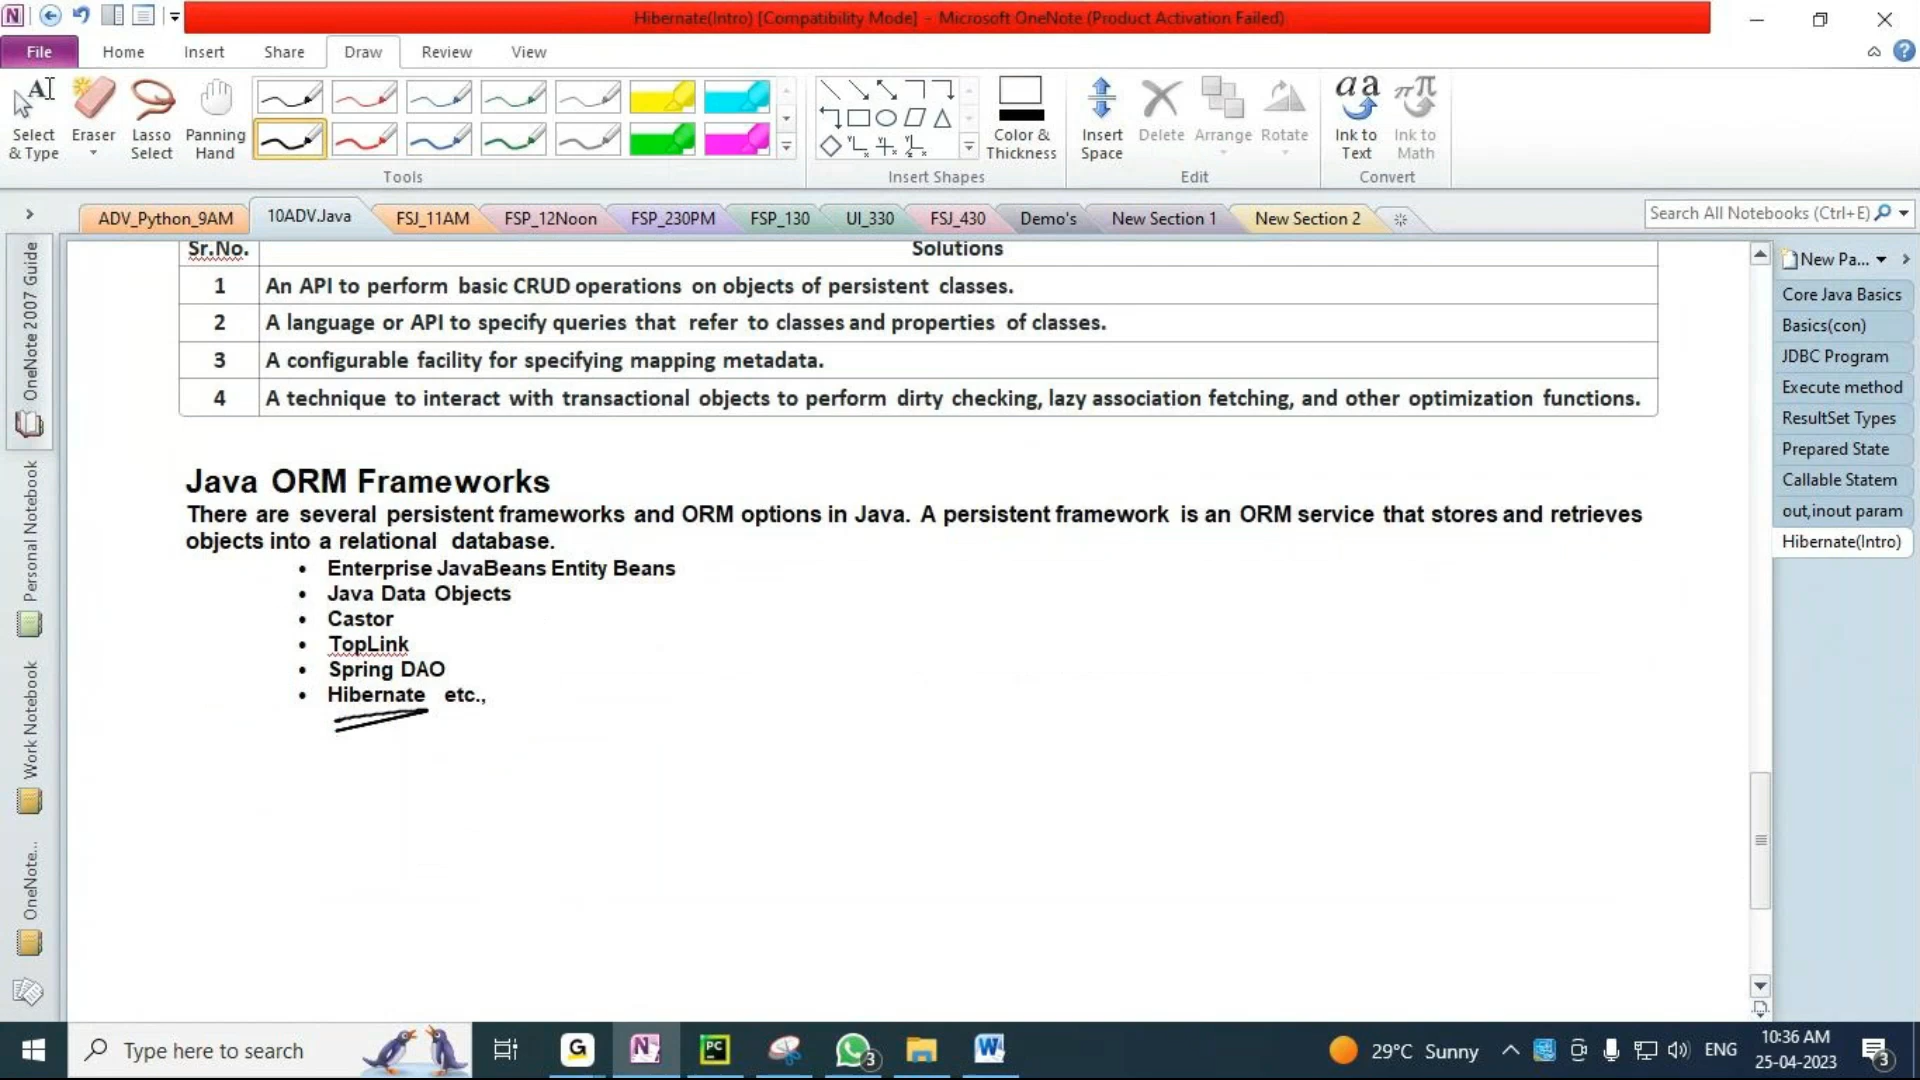 Hibernate(Intro) [Compatibility Mode] - Microsoft OneNote (Product Activation Failed)
File Home Insert Share Draw Review View
Select & Type
Eraser
Lasso Select
Panning Hand
Color & Thickness
Insert Space
Delete
Arrange
Rotate
Ink to Text
Ink to Math
Tools
Insert Shapes
Edit
Convert
ADV_Python_9AM 10ADV.Java FSJ_11AM FSP_12Noon FSP_230PM FSP_130 UI_330 FSJ_430 Demo's New Section 1 New Section 2
Search All Notebooks (Ctrl+E)
OneNote 2007 Guide
Personal Notebook
Work Notebook
OneNote...
Sr.No. Solutions
1 An API to perform basic CRUD operations on objects of persistent classes.
2 A language or API to specify queries that refer to classes and properties of classes.
3 A configurable facility for specifying mapping metadata.
4 A technique to interact with transactional objects to perform dirty checking, lazy association fetching, and other optimization functions.
Java ORM Frameworks
There are several persistent frameworks and ORM options in Java. A persistent framework is an ORM service that stores and retrieves
objects into a relational database.
• Enterprise JavaBeans Entity Beans
• Java Data Objects
• Castor
• TopLink
• Spring DAO
• Hibernate etc.,
New Pa...
Core Java Basics
Basics(con)
JDBC Program
Execute method
ResultSet Types
Prepared State
Callable Statem
out,inout param
Hibernate(Intro)
Type here to search
29°C Sunny
ENG
10:36 AM
25-04-2023
3
3